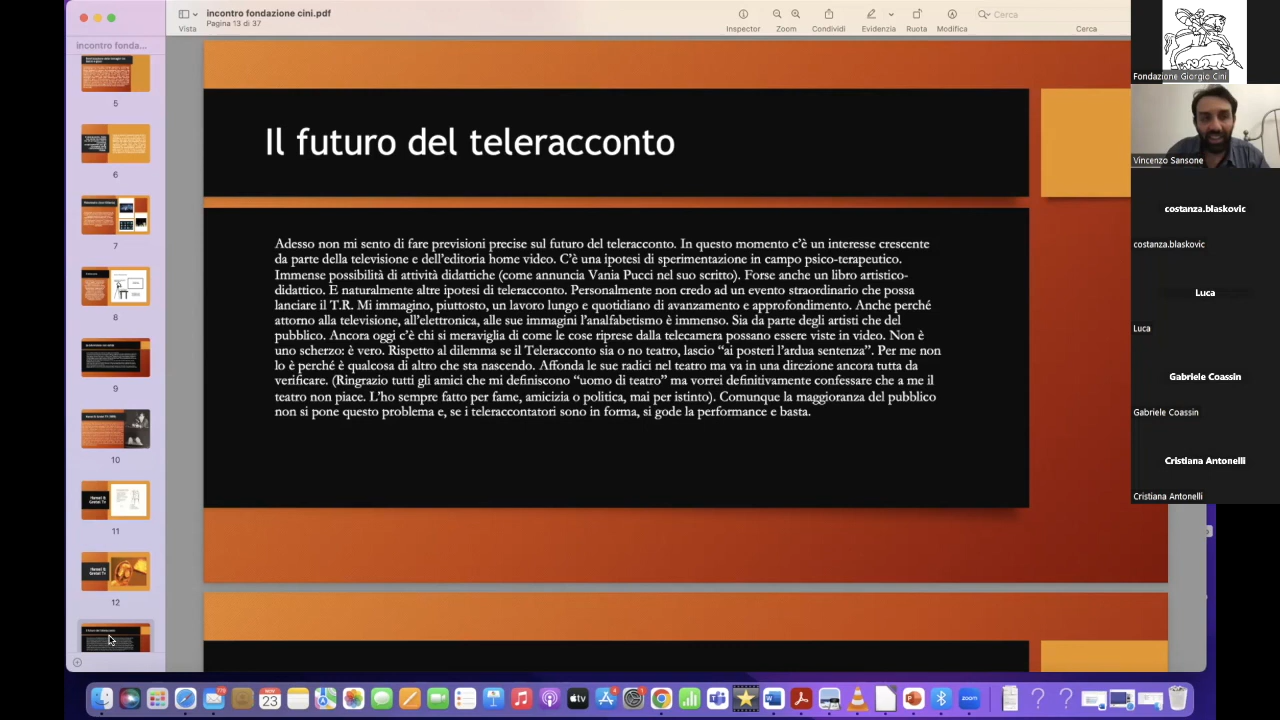 incontro fondazione cini.pdf
Pagina 13 di 37
Vista
Inspector
Zoom
Condividi
Evidenzia
Ruota
Modifica
Cerca
Cerca
incontro fonda...
5
6
7
8
9
10
11
12
Il futuro del teleracconto
Adesso non mi sento di fare previsioni precise sul futuro del teleracconto. In questo momento c’è un interesse crescente
da parte della televisione e dell’editoria home video. C’è una ipotesi di sperimentazione in campo psico-terapeutico.
Immense possibilità di attività didattiche (come annuncia Vania Pucci nel suo scritto). Forse anche un libro artistico-
didattico. E naturalmente altre ipotesi di teleracconto. Personalmente non credo ad un evento straordinario che possa
lanciare il T.R. Mi immagino, piuttosto, un lavoro lungo e quotidiano di avanzamento e approfondimento. Anche perché
attorno alla televisione, all’elettronica, alle sue immagini l’analfabetismo è immenso. Sia da parte degli artisti che del
pubblico. Ancora oggi c’è chi si meraviglia di come le cose riprese dalla telecamera possano essere viste in video. Non è
uno scherzo: è vero. Rispetto al dilemma se il Teleracconto sia o no teatro, lascio “ai posteri l’ardua sentenza”. Per me non
lo è perché è qualcosa di altro che sta nascendo. Affonda le sue radici nel teatro ma va in una direzione ancora tutta da
verificare. (Ringrazio tutti gli amici che mi definiscono “uomo di teatro” ma vorrei definitivamente confessare che a me il
teatro non piace. L’ho sempre fatto per fame, amicizia o politica, mai per istinto). Comunque la maggioranza del pubblico
non si pone questo problema e, se i teleraccontatori sono in forma, si gode la performance e basta.
Fondazione Giorgio Cini
Vincenzo Sansone
costanza.blaskovic
costanza.blaskovic
Luca
Luca
Gabriele Coassin
Gabriele Coassin
Cristiana Antonelli
Cristiana Antonelli
NOV
23
tv
zoom